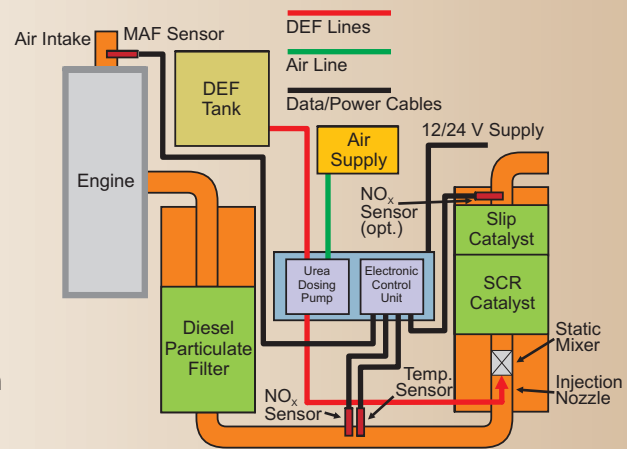 Air Intake
MAF Sensor
DEF Lines
Air Line
Data/Power Cables
DEF
Tank
12/24 V Supply
Air
Supply
Engine
NOx
Sensor
(opt.)
Slip
Catalyst
Urea
Dosing
Pump
Electronic
Control
Unit
SCR
Catalyst
Diesel
Particulate
Filter
Static
Mixer
Temp.
Sensor
NOx
Sensor
Injection
Nozzle